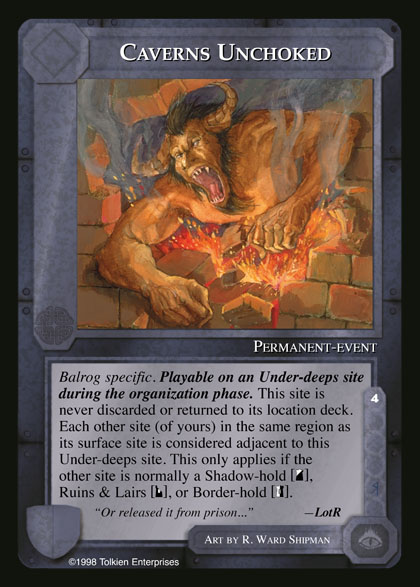 Caverns Unchoked
Permanent-event
Balrog specific. Playable on an Under-deeps site
during the organization phase. This site is
never discarded or returned to its location deck.
Each other site (of yours) in the same region as
its surface site is considered adjacent to this
Under-deeps site. This only applies if the
other site is normally a Shadow-hold [],
Ruins & Lairs [], or Border-hold [].
4
“Or released it from prison...” –LotR
Art by R. Ward Shipman
©1998 Tolkien Enterprises